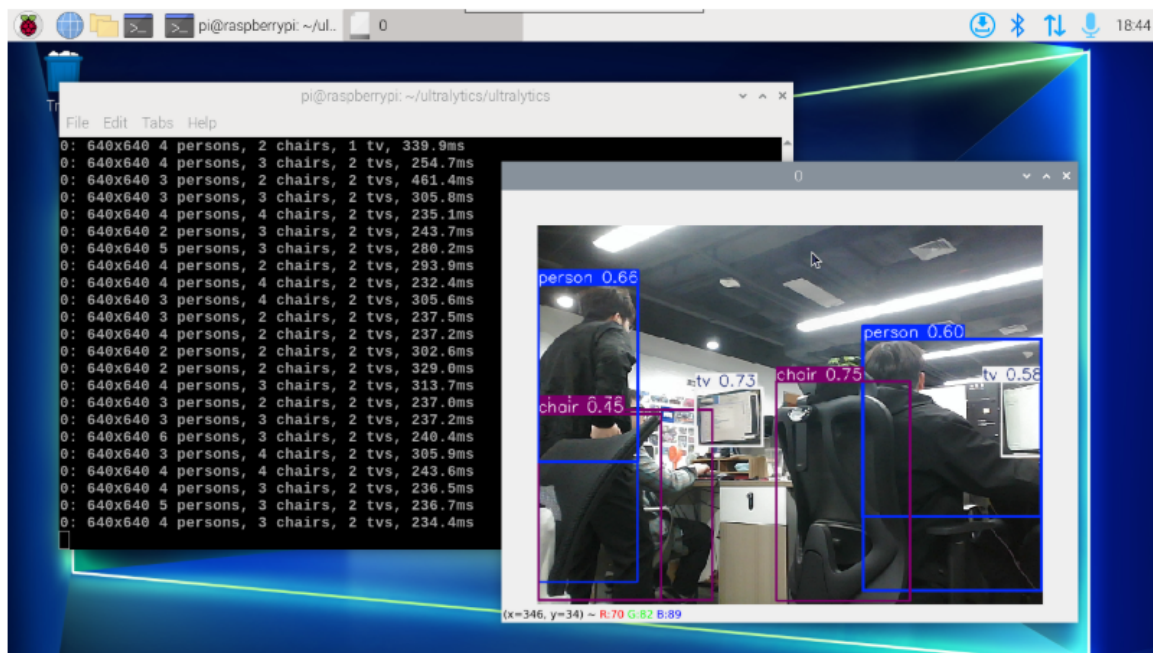 pi@raspberrypi: ~/ul..
0
18:44
pi@raspberrypi: ~/ultralytics/ultralytics
File Edit Tabs Help
0: 640x640 4 persons, 2 chairs, 1 tv, 339.9ms
0: 640x640 4 persons, 3 chairs, 2 tvs, 254.7ms
0: 640x640 3 persons, 2 chairs, 2 tvs, 461.4ms
0: 640x640 3 persons, 3 chairs, 2 tvs, 305.8ms
0: 640x640 4 persons, 4 chairs, 2 tvs, 235.1ms
0: 640x640 2 persons, 3 chairs, 2 tvs, 243.7ms
0: 640x640 5 persons, 3 chairs, 2 tvs, 280.2ms
0: 640x640 4 persons, 2 chairs, 2 tvs, 293.9ms
0: 640x640 4 persons, 4 chairs, 2 tvs, 232.4ms
0: 640x640 3 persons, 4 chairs, 2 tvs, 305.6ms
0: 640x640 3 persons, 2 chairs, 2 tvs, 237.5ms
0: 640x640 4 persons, 2 chairs, 2 tvs, 237.2ms
0: 640x640 2 persons, 2 chairs, 2 tvs, 302.6ms
0: 640x640 2 persons, 2 chairs, 2 tvs, 329.0ms
0: 640x640 4 persons, 3 chairs, 2 tvs, 313.7ms
0: 640x640 3 persons, 2 chairs, 2 tvs, 237.0ms
0: 640x640 3 persons, 3 chairs, 2 tvs, 237.2ms
0: 640x640 6 persons, 3 chairs, 2 tvs, 240.4ms
0: 640x640 3 persons, 4 chairs, 2 tvs, 305.9ms
0: 640x640 4 persons, 4 chairs, 2 tvs, 243.6ms
0: 640x640 4 persons, 3 chairs, 2 tvs, 236.5ms
0: 640x640 5 persons, 3 chairs, 2 tvs, 236.7ms
0: 640x640 4 persons, 3 chairs, 2 tvs, 234.4ms
0
person 0.66
person 0.60
tv 0.73
chair 0.75
tv 0.58
chair 0.45
(x=346, y=34) ~ R:70 G:82 B:89